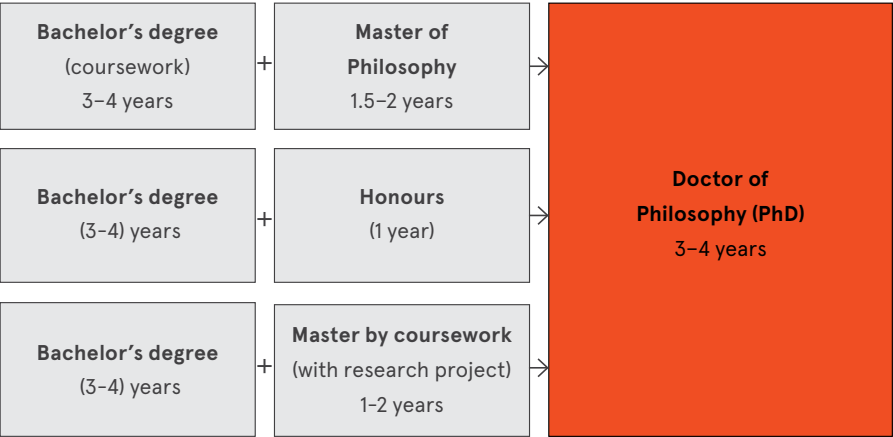 Bachelor's degree
(coursework)
3–4 years
+
Master of
Philosophy
1.5–2 years
Bachelor's degree
(3-4) years
+
Honours
(1 year)
Bachelor's degree
(3-4) years
+
Master by coursework
(with research project)
1-2 years
Doctor of
Philosophy (PhD)
3–4 years